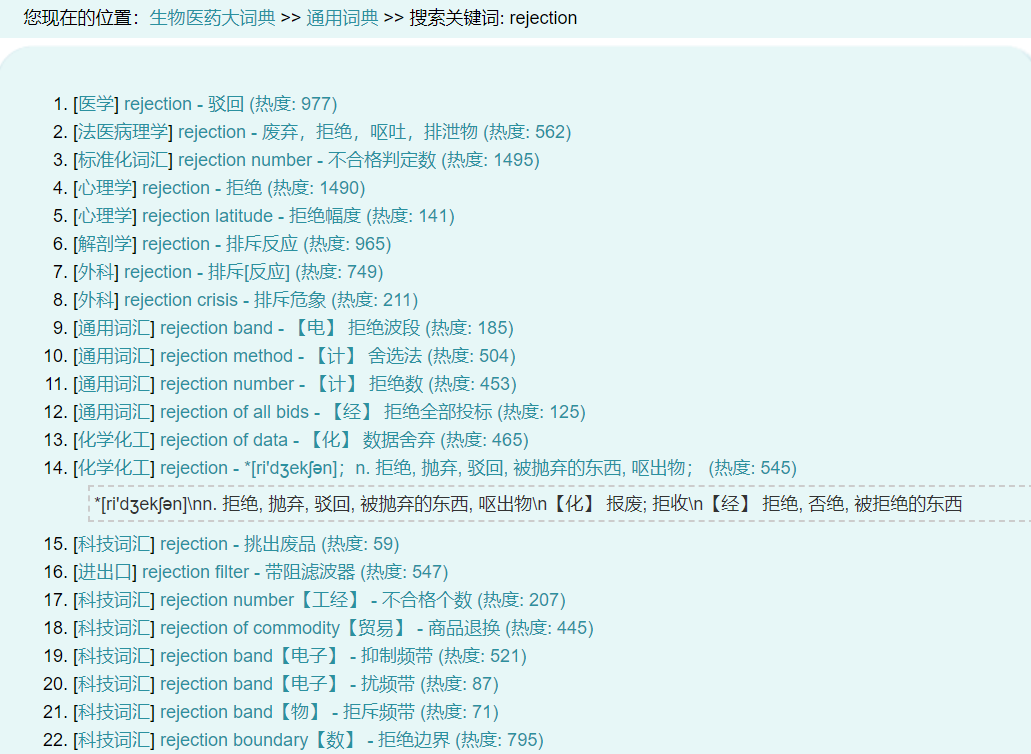 您现在的位置：生物医药大词典 >> 通用词典 >> 搜索关键词: rejection
1. [医学] rejection - 驳回 (热度: 977)
2. [法医病理学] rejection - 废弃，拒绝，呕吐，排泄物 (热度: 562)
3. [标准化词汇] rejection number - 不合格判定数 (热度: 1495)
4. [心理学] rejection - 拒绝 (热度: 1490)
5. [心理学] rejection latitude - 拒绝幅度 (热度: 141)
6. [解剖学] rejection - 排斥反应 (热度: 965)
7. [外科] rejection - 排斥[反应] (热度: 749)
8. [外科] rejection crisis - 排斥危象 (热度: 211)
9. [通用词汇] rejection band - 【电】 拒绝波段 (热度: 185)
10. [通用词汇] rejection method - 【计】 舍选法 (热度: 504)
11. [通用词汇] rejection number - 【计】 拒绝数 (热度: 453)
12. [通用词汇] rejection of all bids - 【经】 拒绝全部投标 (热度: 125)
13. [化学化工] rejection of data - 【化】 数据舍弃 (热度: 465)
14. [化学化工] rejection - *[ri'dʒekʃən]；n. 拒绝, 抛弃, 驳回, 被抛弃的东西, 呕出物； (热度: 545)
*[ri'dʒekʃən]\nn. 拒绝, 抛弃, 驳回, 被抛弃的东西, 呕出物\n【化】 报废; 拒收\n【经】 拒绝, 否绝, 被拒绝的东西
15. [科技词汇] rejection - 挑出废品 (热度: 59)
16. [进出口] rejection filter - 带阻滤波器 (热度: 547)
17. [科技词汇] rejection number【工经】 - 不合格个数 (热度: 207)
18. [科技词汇] rejection of commodity【贸易】 - 商品退换 (热度: 445)
19. [科技词汇] rejection band【电子】 - 抑制频带 (热度: 521)
20. [科技词汇] rejection band【电子】 - 扰频带 (热度: 87)
21. [科技词汇] rejection band【物】 - 拒斥频带 (热度: 71)
22. [科技词汇] rejection boundary【数】 - 拒绝边界 (热度: 795)